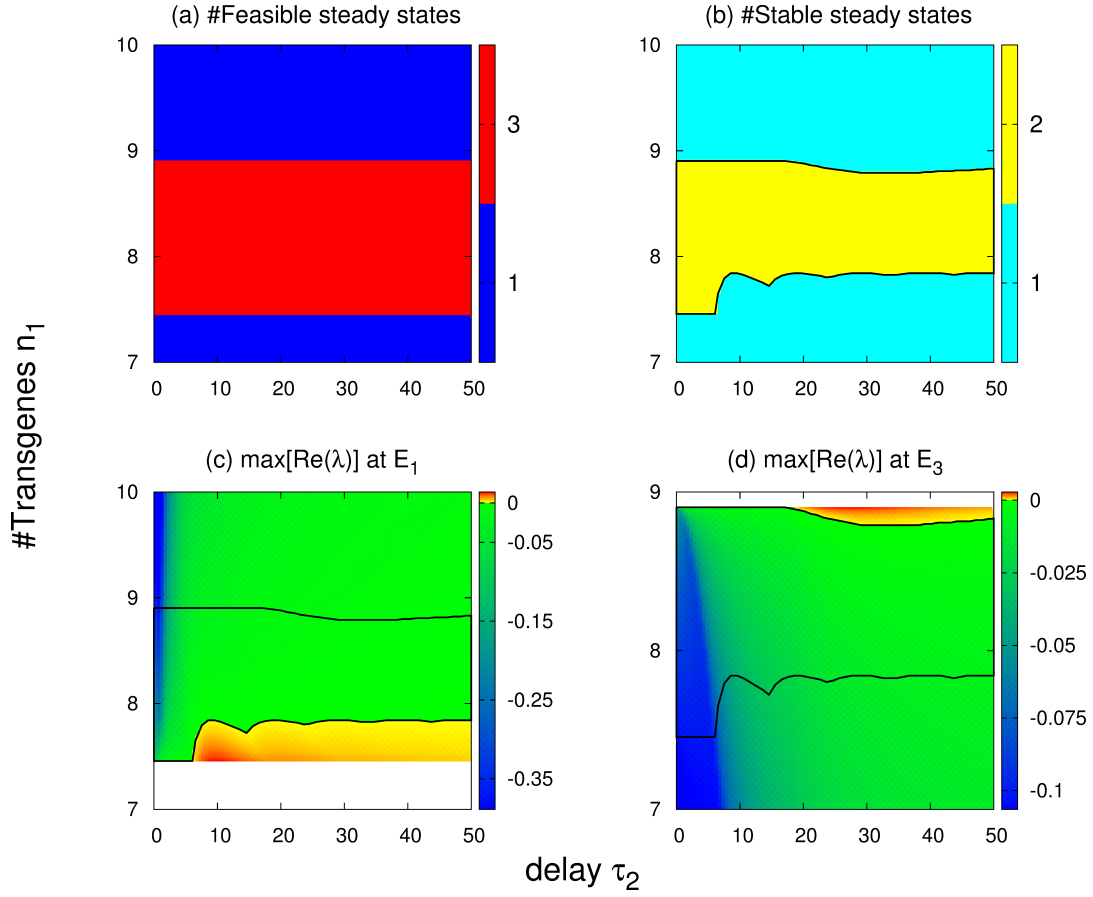 (a) #Feasible steady states
10
9
8
7
0 10 20 30 40 50
3
1
(b) #Stable steady states
10
9
8
7
0 10 20 30 40 50
2
1
#Transgenes n₁
(c) max[Re(λ)] at E₁
10
9
8
7
0 10 20 30 40 50
0
-0.05
-0.15
-0.25
-0.35
(d) max[Re(λ)] at E₃
9
8
7
0 10 20 30 40 50
0
-0.025
-0.05
-0.075
-0.1
delay τ₂